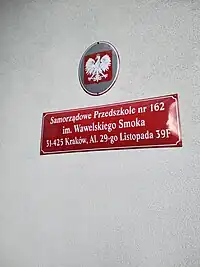 Samorządowe Przedszkole nr 162
im. Wawelskiego Smoka
31-425 Kraków, Al. 29-go Listopada 39F